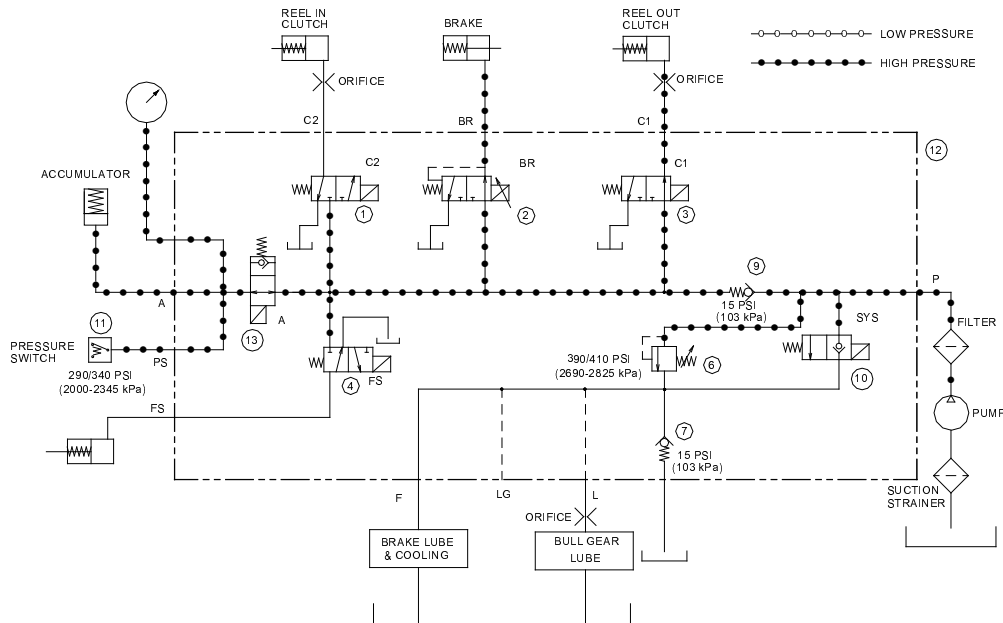 REEL IN
CLUTCH
BRAKE
REEL OUT
CLUTCH
LOW PRESSURE
HIGH PRESSURE
ORIFICE
ORIFICE
C2
BR
C1
12
C2
BR
C1
ACCUMULATOR
1
2
3
9
P
15 PSI
(103 kPa)
SYS
A
A
11
13
FILTER
PRESSURE
SWITCH
PS
290/340 PSI
(2000-2345 kPa)
390/410 PSI
(2690-2825 kPa)
6
10
4
FS
FS
PUMP
7
15 PSI
(103 kPa)
F
LG
L
SUCTION
STRAINER
ORIFICE
BRAKE LUBE
& COOLING
BULL GEAR
LUBE